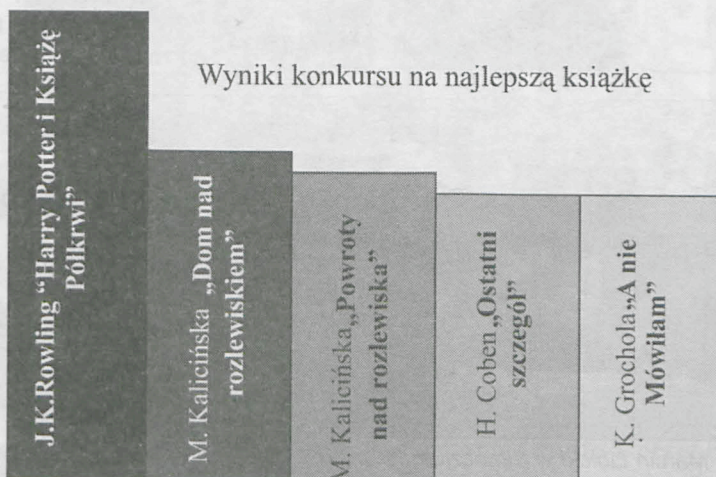 Wyniki konkursu na najlepszą książkę
J.K.Rowling “Harry Potter i Książę
Półkrwi”
M. Kalicińska „Dom nad
rozlewiskiem”
M. Kalicińska„Powroty
nad rozlewiska”
H. Coben„Ostatni
szczegół”
K. Grochola„A nie
Mówiłam”